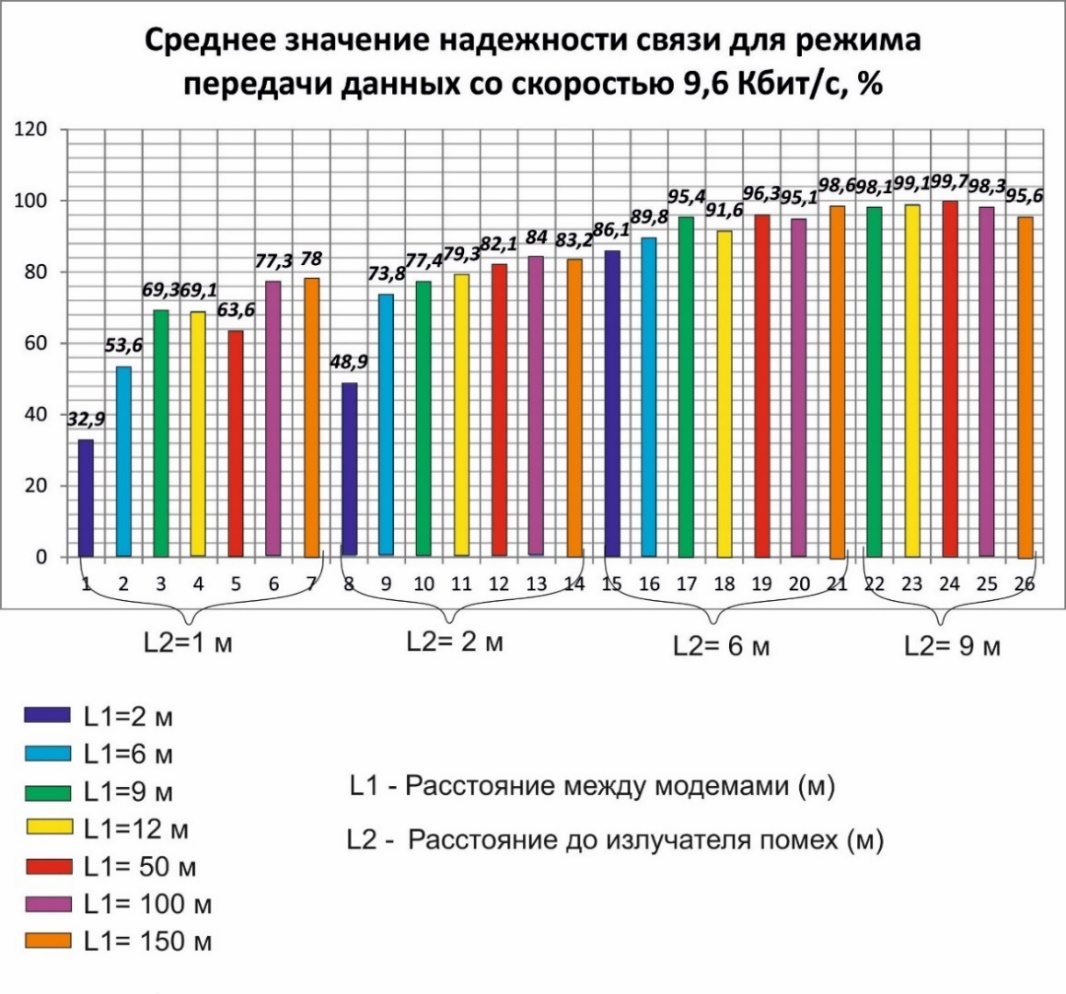 Среднее значение надежности связи для режима
передачи данных со скоростью 9,6 Кбит/с, %
120
100
80
60
40
20
0
32,9 53,6 69,3 69,1 63,6 77,3 78 48,9 73,8 77,4 79,3 82,1 84 83,2 86,1 89,8 95,4 91,6 96,3 95,1 98,6 98,1 99,1 99,7 98,3 95,6
1 2 3 4 5 6 7 8 9 10 11 12 13 14 15 16 17 18 19 20 21 22 23 24 25 26
L2=1 м L2= 2 м L2= 6 м L2= 9 м
L1=2 м
L1=6 м
L1=9 м
L1=12 м
L1= 50 м
L1= 100 м
L1= 150 м
L1 - Расстояние между модемами (м)
L2 - Расстояние до излучателя помех (м)